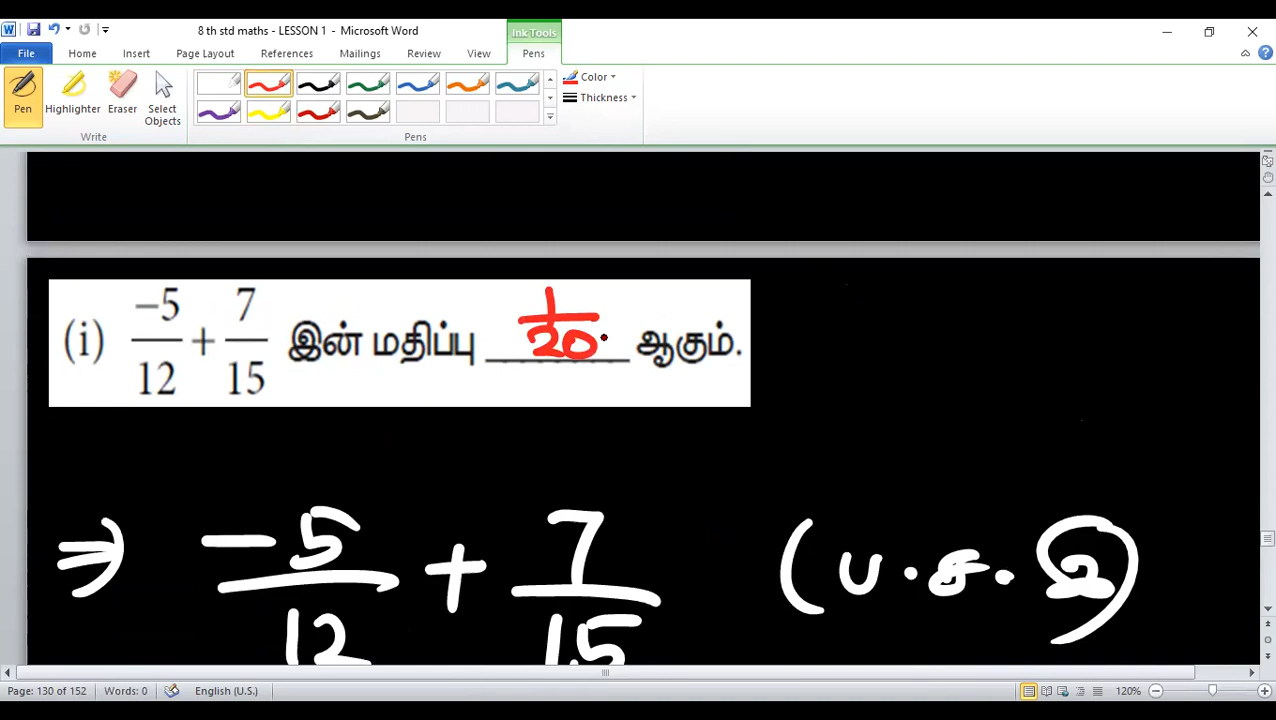 8 th std maths - LESSON 1 - Microsoft Word
Ink Tools
File Home Insert Page Layout References Mailings Review View Pens
Pen Highlighter Eraser Select Objects
Color
Thickness
Write Pens
(i) -5/12 + 7/15 இன் மதிப்பு 1/20 ஆகும்.
⇒ -5/12 + 7/15 (ப.ச.இ)
Page: 130 of 152 Words: 0 English (U.S.) 120%